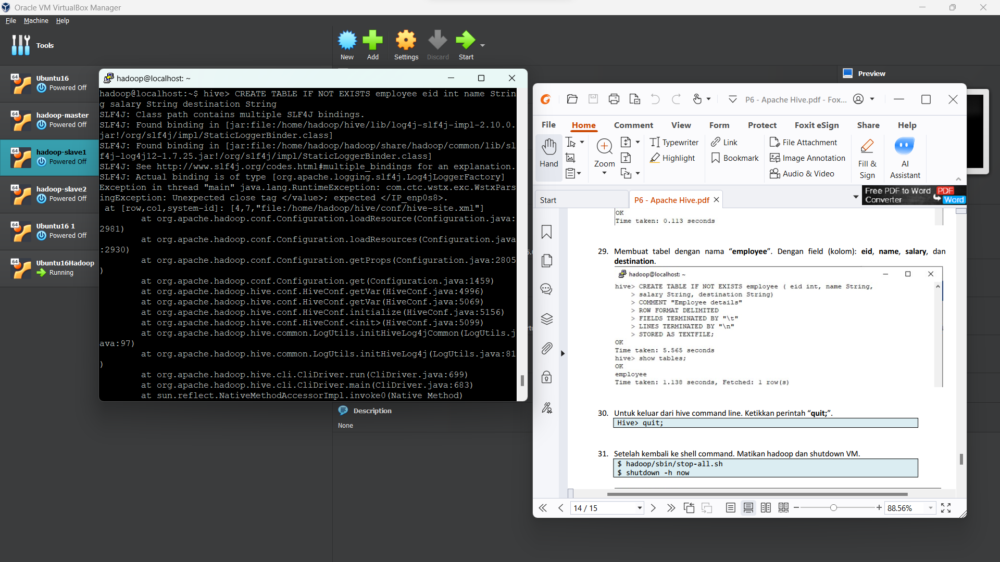 Oracle VM VirtualBox Manager
File Machine Help
Tools
New Add Settings Discard Start
Preview
64 Ubuntu16
Powered Off
64 hadoop-master
Powered Off
64 hadoop-slave1
Powered Off
64 hadoop-slave2
Powered Off
64 Ubuntu16 1
Powered Off
64 Ubuntu16Hadoop
Running
Description
None
hadoop@localhost: ~
hadoop@localhost:~$ hive> CREATE TABLE IF NOT EXISTS employee eid int name Strin
g salary String destination String
SLF4J: Class path contains multiple SLF4J bindings.
SLF4J: Found binding in [jar:file:/home/hadoop/hive/lib/log4j-slf4j-impl-2.10.0.
jar!/org/slf4j/impl/StaticLoggerBinder.class]
SLF4J: Found binding in [jar:file:/home/hadoop/hadoop/share/hadoop/common/lib/sl
f4j-log4j12-1.7.25.jar!/org/slf4j/impl/StaticLoggerBinder.class]
SLF4J: See http://www.slf4j.org/codes.html#multiple_bindings for an explanation.
SLF4J: Actual binding is of type [org.apache.logging.slf4j.Log4jLoggerFactory]
Exception in thread "main" java.lang.RuntimeException: com.ctc.wstx.exc.WstxPars
ingException: Unexpected close tag </value>; expected </IP_enp0s8>.
at [row,col,system-id]: [4,7,"file:/home/hadoop/hive/conf/hive-site.xml"]
at org.apache.hadoop.conf.Configuration.loadResource(Configuration.java:
2981)
at org.apache.hadoop.conf.Configuration.loadResources(Configuration.java
:2930)
at org.apache.hadoop.conf.Configuration.getProps(Configuration.java:2805
)
at org.apache.hadoop.conf.Configuration.get(Configuration.java:1459)
at org.apache.hadoop.hive.conf.HiveConf.getVar(HiveConf.java:4996)
at org.apache.hadoop.hive.conf.HiveConf.getVar(HiveConf.java:5069)
at org.apache.hadoop.hive.conf.HiveConf.initialize(HiveConf.java:5156)
at org.apache.hadoop.hive.conf.HiveConf.<init>(HiveConf.java:5099)
at org.apache.hadoop.hive.common.LogUtils.initHiveLog4jCommon(LogUtils.j
ava:97)
at org.apache.hadoop.hive.common.LogUtils.initHiveLog4j(LogUtils.java:81
)
at org.apache.hadoop.hive.cli.CliDriver.run(CliDriver.java:699)
at org.apache.hadoop.hive.cli.CliDriver.main(CliDriver.java:683)
at sun.reflect.NativeMethodAccessorImpl.invoke0(Native Method)
P6 - Apache Hive.pdf - Fox...
File Home Comment View Form Protect Foxit eSign Share Help
Hand
Zoom
Typewriter
Highlight
Link
Bookmark
File Attachment
Image Annotation
Audio & Video
Fill & Sign
AI Assistant
Start
P6 - Apache Hive.pdf
Free PDF to Word Converter PDF Word
OK
Time taken: 0.113 seconds
29. Membuat tabel dengan nama “employee”. Dengan field (kolom): eid, name, salary, dan
destination.
hadoop@localhost: ~
hive> CREATE TABLE IF NOT EXISTS employee ( eid int, name String,
> salary String, destination String)
> COMMENT "Employee details"
> ROW FORMAT DELIMITED
> FIELDS TERMINATED BY "\t"
> LINES TERMINATED BY "\n"
> STORED AS TEXTFILE;
OK
Time taken: 5.565 seconds
hive> show tables;
OK
employee
Time taken: 1.138 seconds, Fetched: 1 row(s)
30. Untuk keluar dari hive command line. Ketikkan perintah “quit;”.
Hive> quit;
31. Setelah kembali ke shell command. Matikan hadoop dan shutdown VM.
$ hadoop/sbin/stop-all.sh
$ shutdown -h now
14 / 15
88.56%